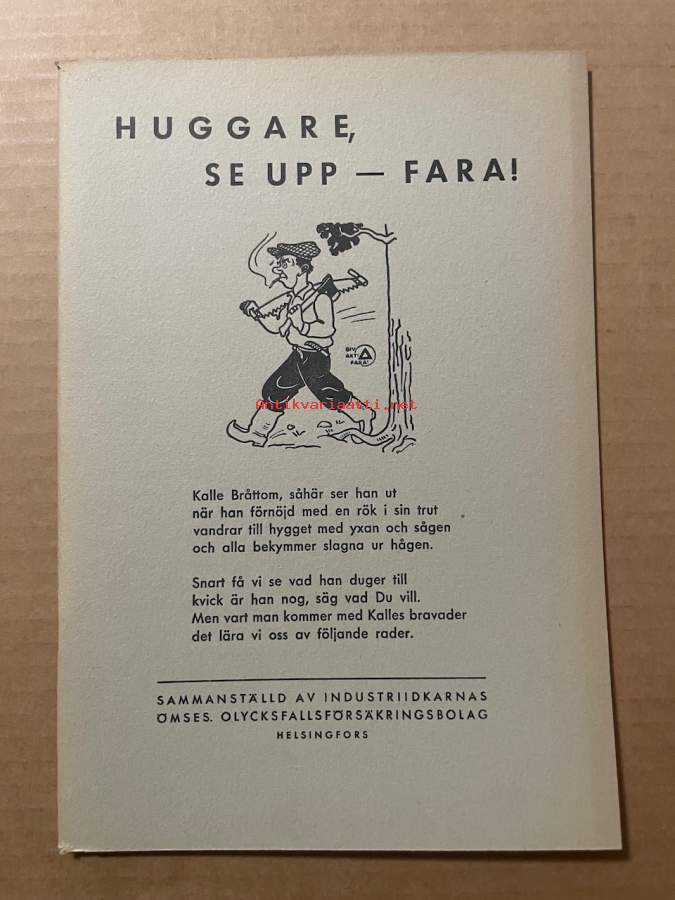 HUGGARE,
SE UPP — FARA!
GIV
AKT!
FARA!
Antikvariaatti.net
Kalle Bråttom, såhär ser han ut
när han förnöjd med en rök i sin trut
vandrar till hygget med yxan och sågen
och alla bekymmer slagna ur hågen.
Snart få vi se vad han duger till
kvick är han nog, säg vad Du vill.
Men vart man kommer med Kalles bravader
det lära vi oss av följande rader.
SAMMANSTÄLLD AV INDUSTRIIDKARNAS
ÖMSES. OLYCKSFALLSFÖRSÄKRINGSBOLAG
HELSINGFORS